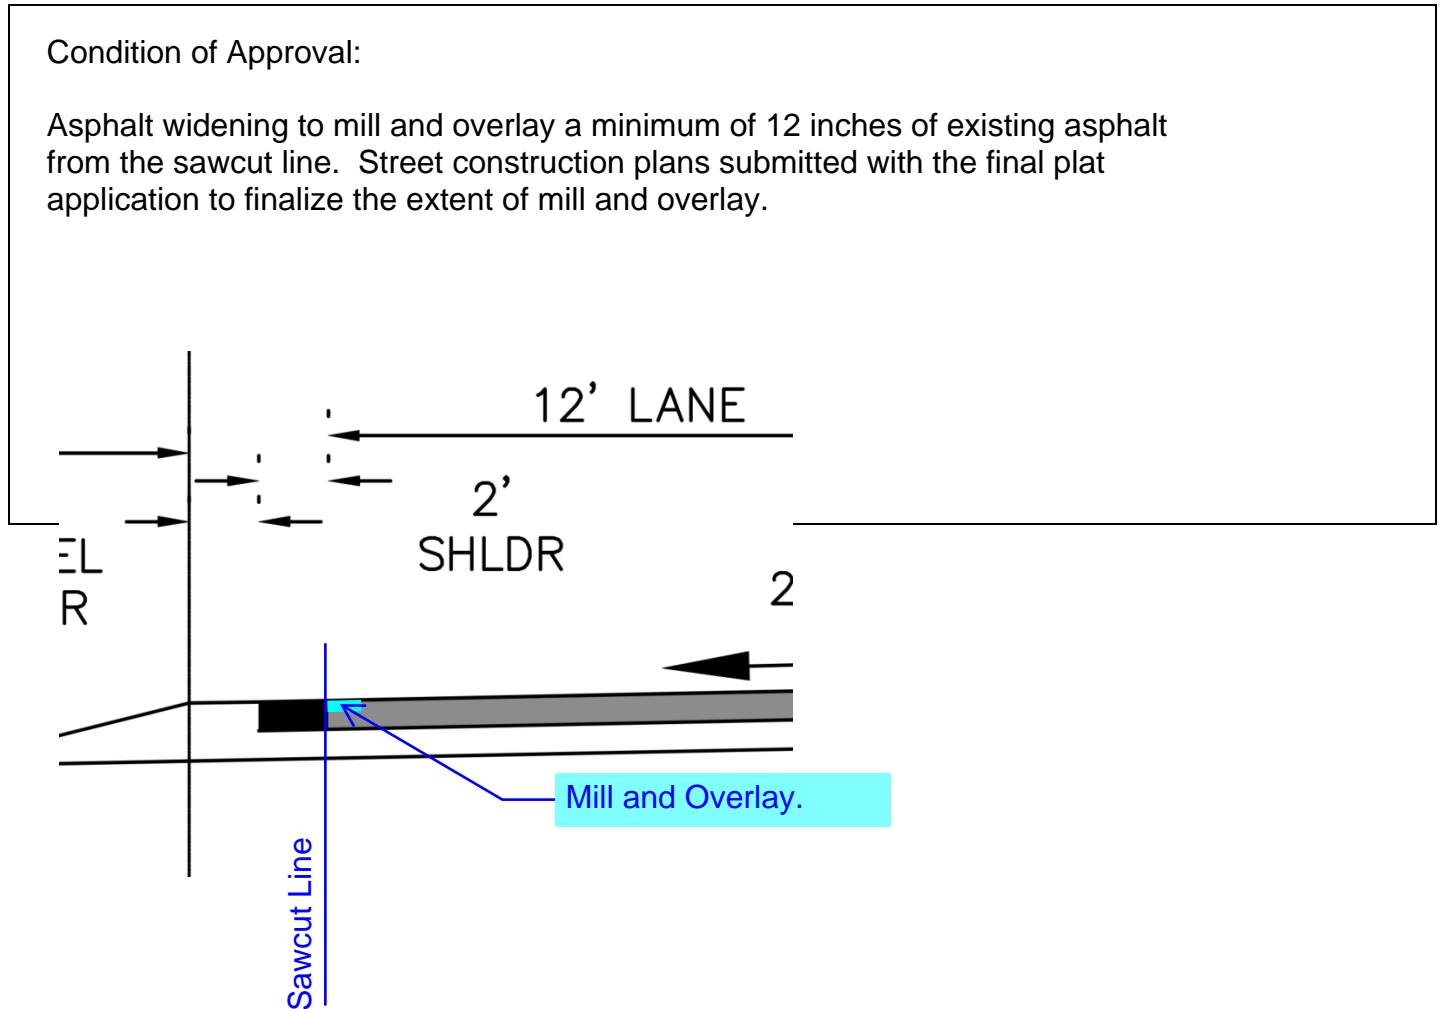 Condition of Approval:
Asphalt widening to mill and overlay a minimum of 12 inches of existing asphalt
from the sawcut line.  Street construction plans submitted with the final plat
application to finalize the extent of mill and overlay.
12' LANE
2'
SHLDR
EL
R
2
Mill and Overlay.
Sawcut Line